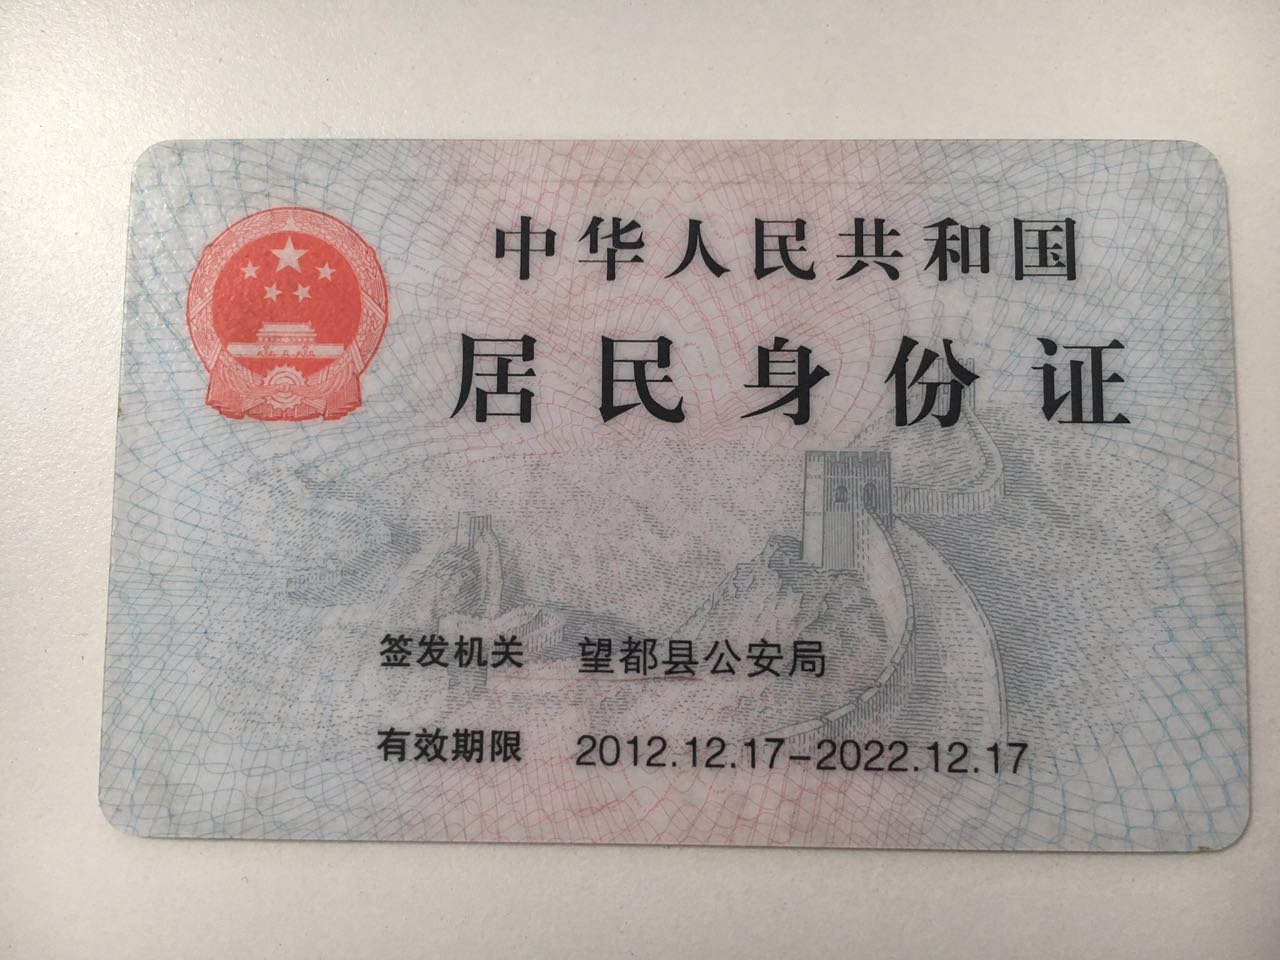 中华人民共和国
居民身份证
签发机关 望都县公安局
有效期限 2012.12.17-2022.12.17